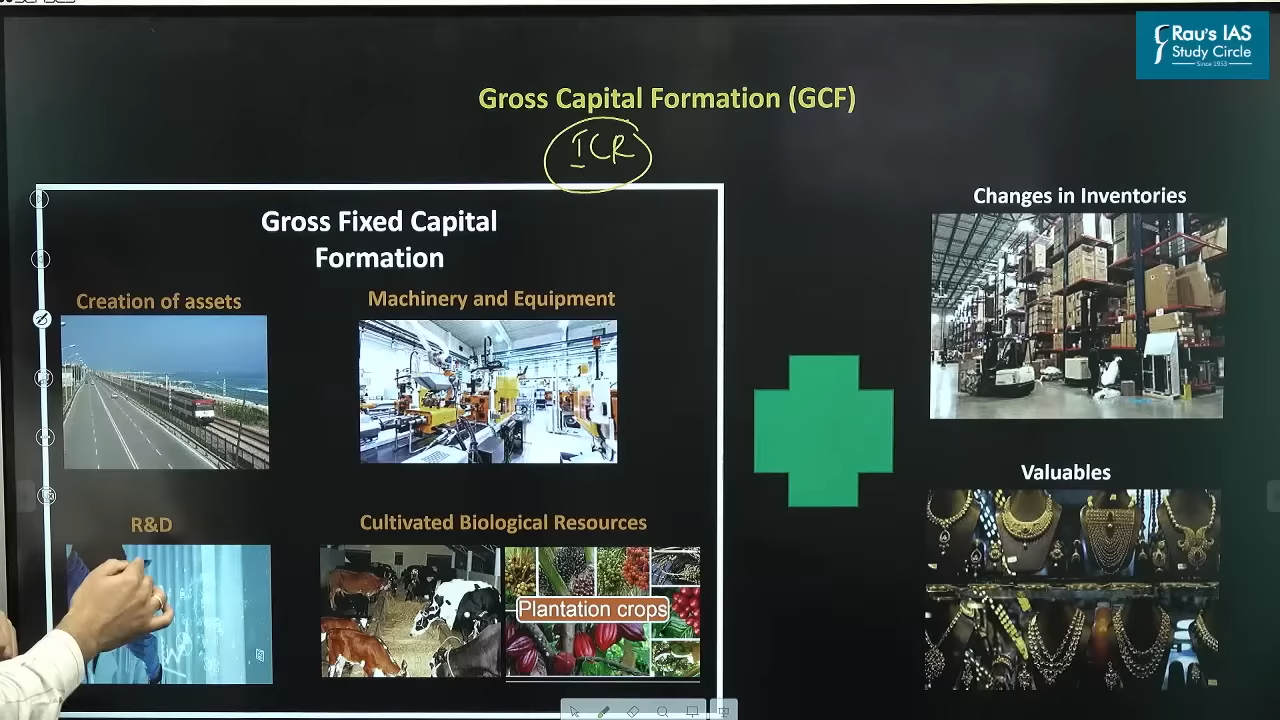 Rau's IAS
Study Circle
Since 1953
Gross Capital Formation (GCF)
ICR
Gross Fixed Capital
Formation
Creation of assets
Machinery and Equipment
R&D
Cultivated Biological Resources
Plantation crops
Changes in Inventories
Valuables